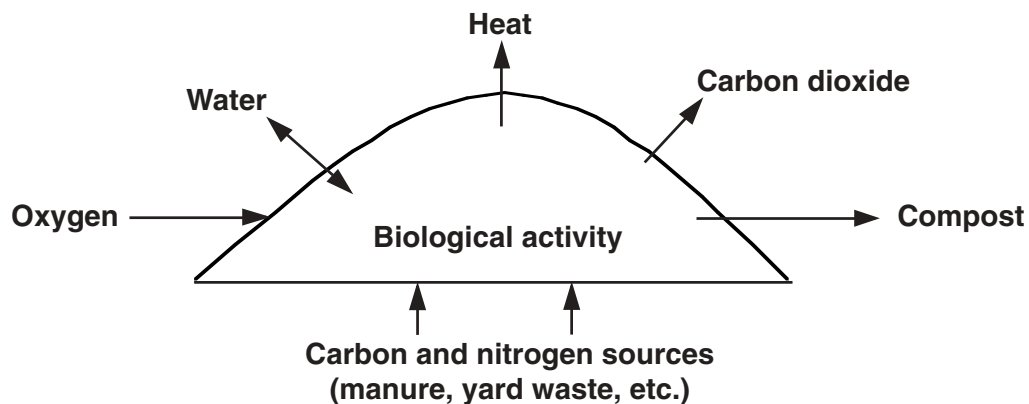 Heat
Carbon dioxide
Water
Oxygen
Compost
Biological activity
Carbon and nitrogen sources
(manure, yard waste, etc.)